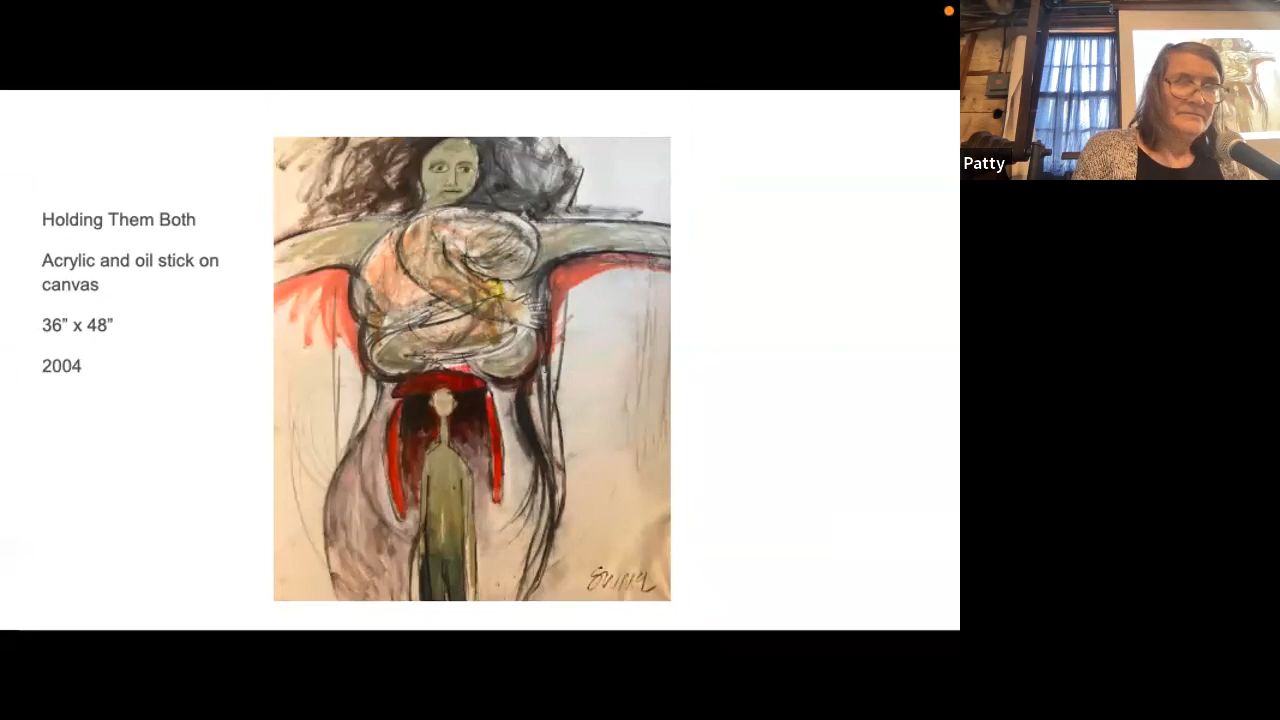 Holding Them Both
Acrylic and oil stick on
canvas
36” x 48”
2004
Patty